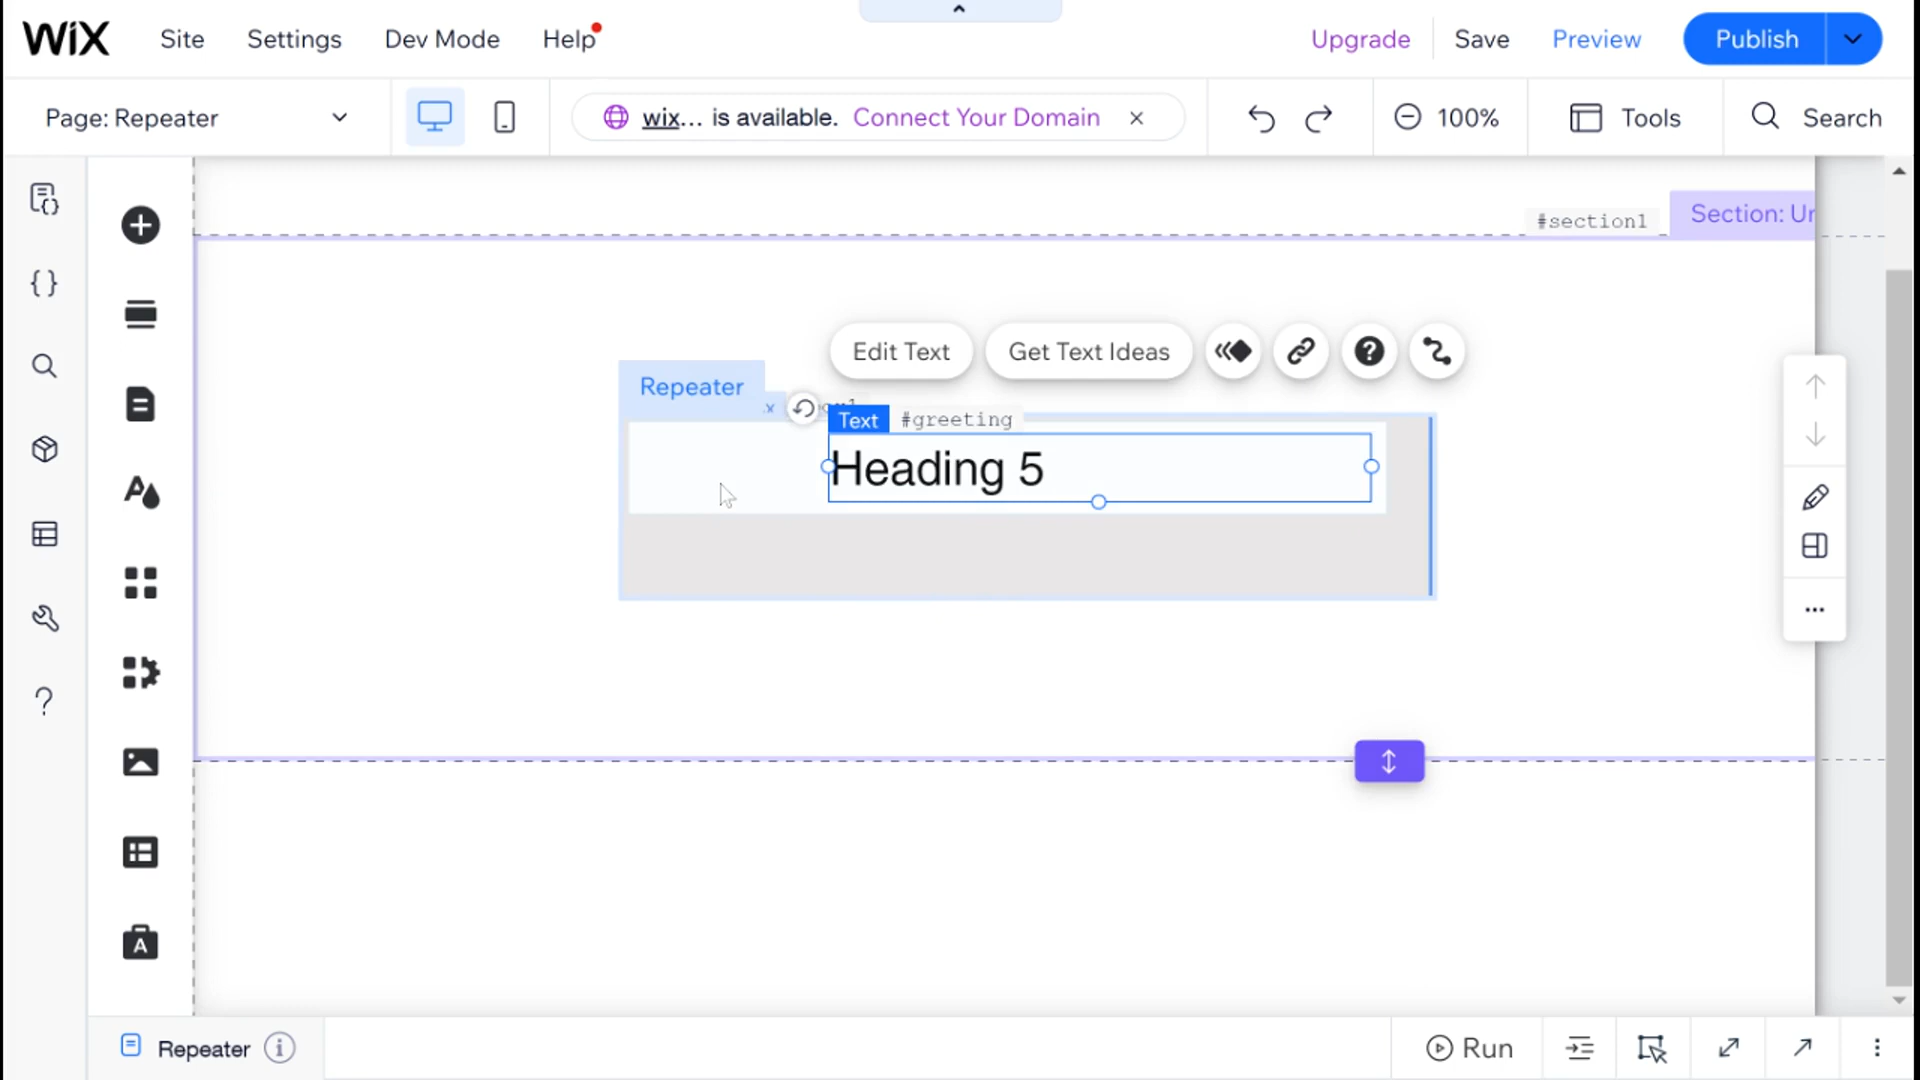 WiX Site Settings Dev Mode Help Upgrade Save Preview Publish
Page: Repeater wix... is available. Connect Your Domain 100% Tools Search
#section1 Section: Ur
Edit Text Get Text Ideas
Repeater
Text #greeting
Heading 5
Repeater Run